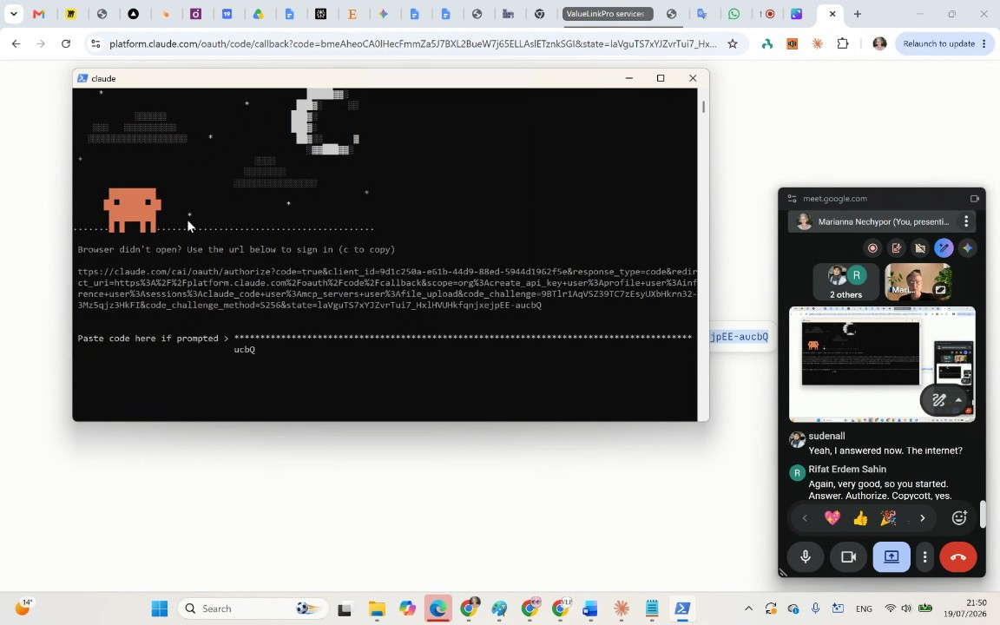 ValueLinkPro services
Relaunch to update
platform.claude.com/oauth/code/callback?code=bmeAheoCA0IHecFmmZa5J7BXL2BueW7j65ELLAsIETznkSGI&state=laVguTS7xYJZvrTui7_Hx...
claude
Browser didn't open? Use the url below to sign in (c to copy)
ttps://claude.com/cai/oauth/authorize?code=true&client_id=9d1c250a-e61b-44d9-88ed-5944d1962f5e&response_type=code&redir
ct_uri=https%3A%2F%2Fplatform.claude.com%2Foauth%2Fcode%2Fcallback&scope=org%3Acreate_api_key+user%3Aprofile+user%3Ainf
rence+user%3Asessions%3Aclaude_code+user%3Amcp_servers+user%3Afile_upload&code_challenge=9BTlr1AqVSZ39TC7zEsyUXbHkrn32-
3Mz5qjz3HkFI&code_challenge_method=S256&state=laVguTS7xYJZvrTui7_HxlHVUHkfqnjxejpEE-aucbQ
Paste code here if prompted > ****************************************************************************************
ucbQ
jpEE-aucbQ
meet.google.com
Marianna Nechypor (You, presenti...
R
2 others
Mari...
sudenall
Yeah, I answered now. The internet?
R
Rifat Erdem Sahin
Again, very good, so you started.
Answer. Authorize. Copycott, yes.
14°
Search
ENG
21:50
19/07/2026